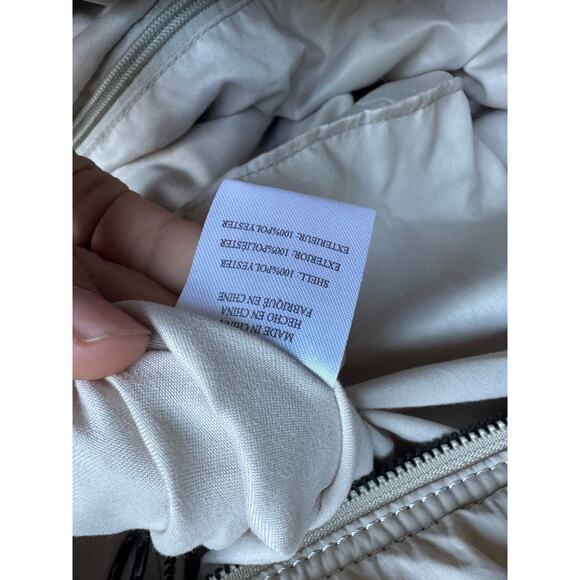 MADE IN CHINA
HECHO EN CHINA
FABRIQUÉ EN CHINE
SHELL: 100%POLYESTER
EXTERIOR: 100%POLIÉSTER
EXTERIEUR: 100%POLYESTER